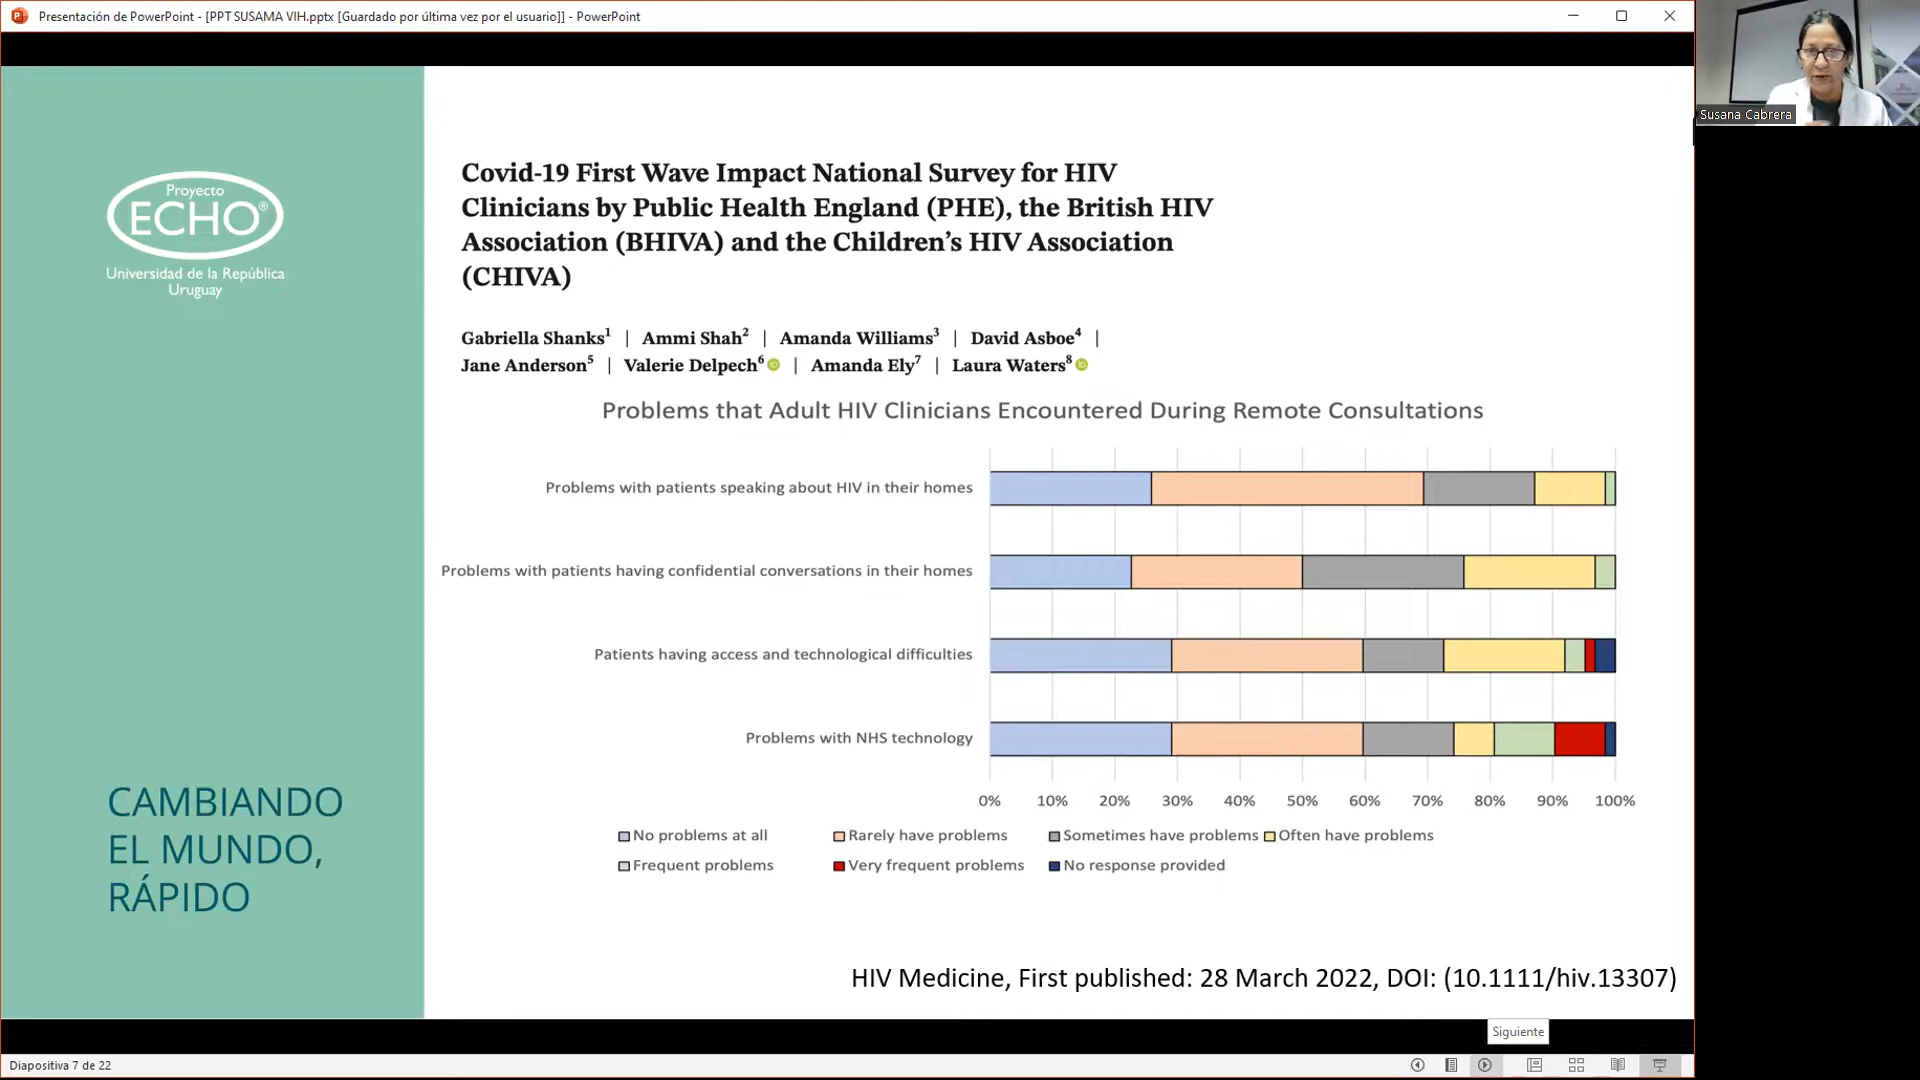 Presentación de PowerPoint - [PPT SUSAMA VIH.pptx [Guardado por última vez por el usuario]] - PowerPoint
Susana Cabrera
Proyecto
ECHO®
Universidad de la República
Uruguay
CAMBIANDO
EL MUNDO,
RÁPIDO
Covid-19 First Wave Impact National Survey for HIV
Clinicians by Public Health England (PHE), the British HIV
Association (BHIVA) and the Children's HIV Association
(CHIVA)
Gabriella Shanks1 | Ammi Shah2 | Amanda Williams3 | David Asboe4 |
Jane Anderson5 | Valerie Delpech6 iD | Amanda Ely7 | Laura Waters8 iD
Problems that Adult HIV Clinicians Encountered During Remote Consultations
Problems with patients speaking about HIV in their homes
Problems with patients having confidential conversations in their homes
Patients having access and technological difficulties
Problems with NHS technology
0% 10% 20% 30% 40% 50% 60% 70% 80% 90% 100%
No problems at all Rarely have problems Sometimes have problems Often have problems
Frequent problems Very frequent problems No response provided
HIV Medicine, First published: 28 March 2022, DOI: (10.1111/hiv.13307)
Siguiente
Diapositiva 7 de 22